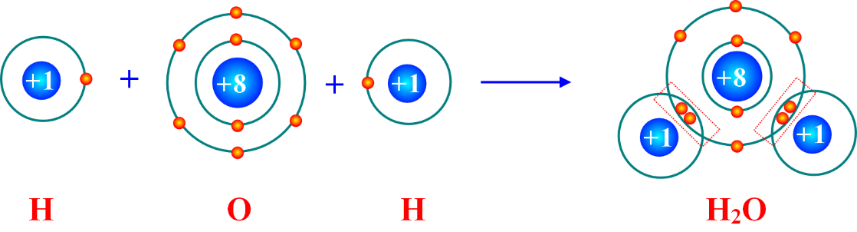 +1 + +8 + +1 +8
+1 +1
H O H H₂O